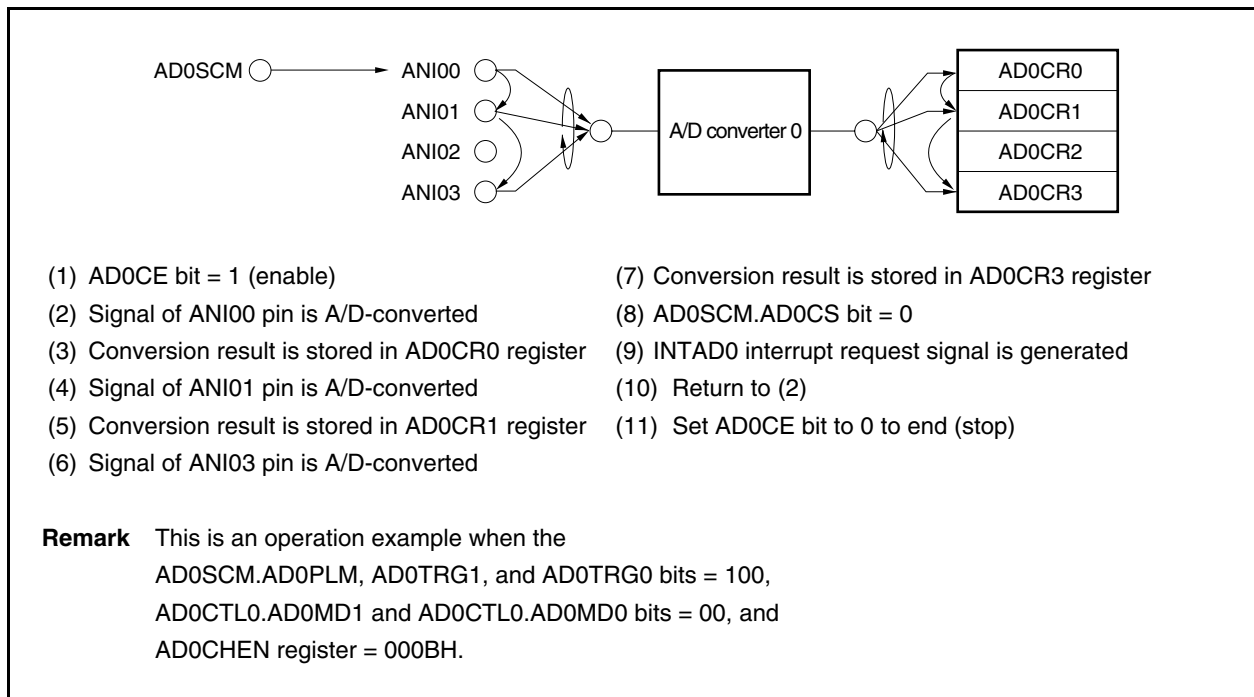 AD0SCM
ANI00
ANI01
ANI02
ANI03
A/D converter 0
AD0CR0
AD0CR1
AD0CR2
AD0CR3
(1) AD0CE bit = 1 (enable)
(2) Signal of ANI00 pin is A/D-converted
(3) Conversion result is stored in AD0CR0 register
(4) Signal of ANI01 pin is A/D-converted
(5) Conversion result is stored in AD0CR1 register
(6) Signal of ANI03 pin is A/D-converted
(7) Conversion result is stored in AD0CR3 register
(8) AD0SCM.AD0CS bit = 0
(9) INTAD0 interrupt request signal is generated
(10) Return to (2)
(11) Set AD0CE bit to 0 to end (stop)
Remark This is an operation example when the
AD0SCM.AD0PLM, AD0TRG1, and AD0TRG0 bits = 100,
AD0CTL0.AD0MD1 and AD0CTL0.AD0MD0 bits = 00, and
AD0CHEN register = 000BH.